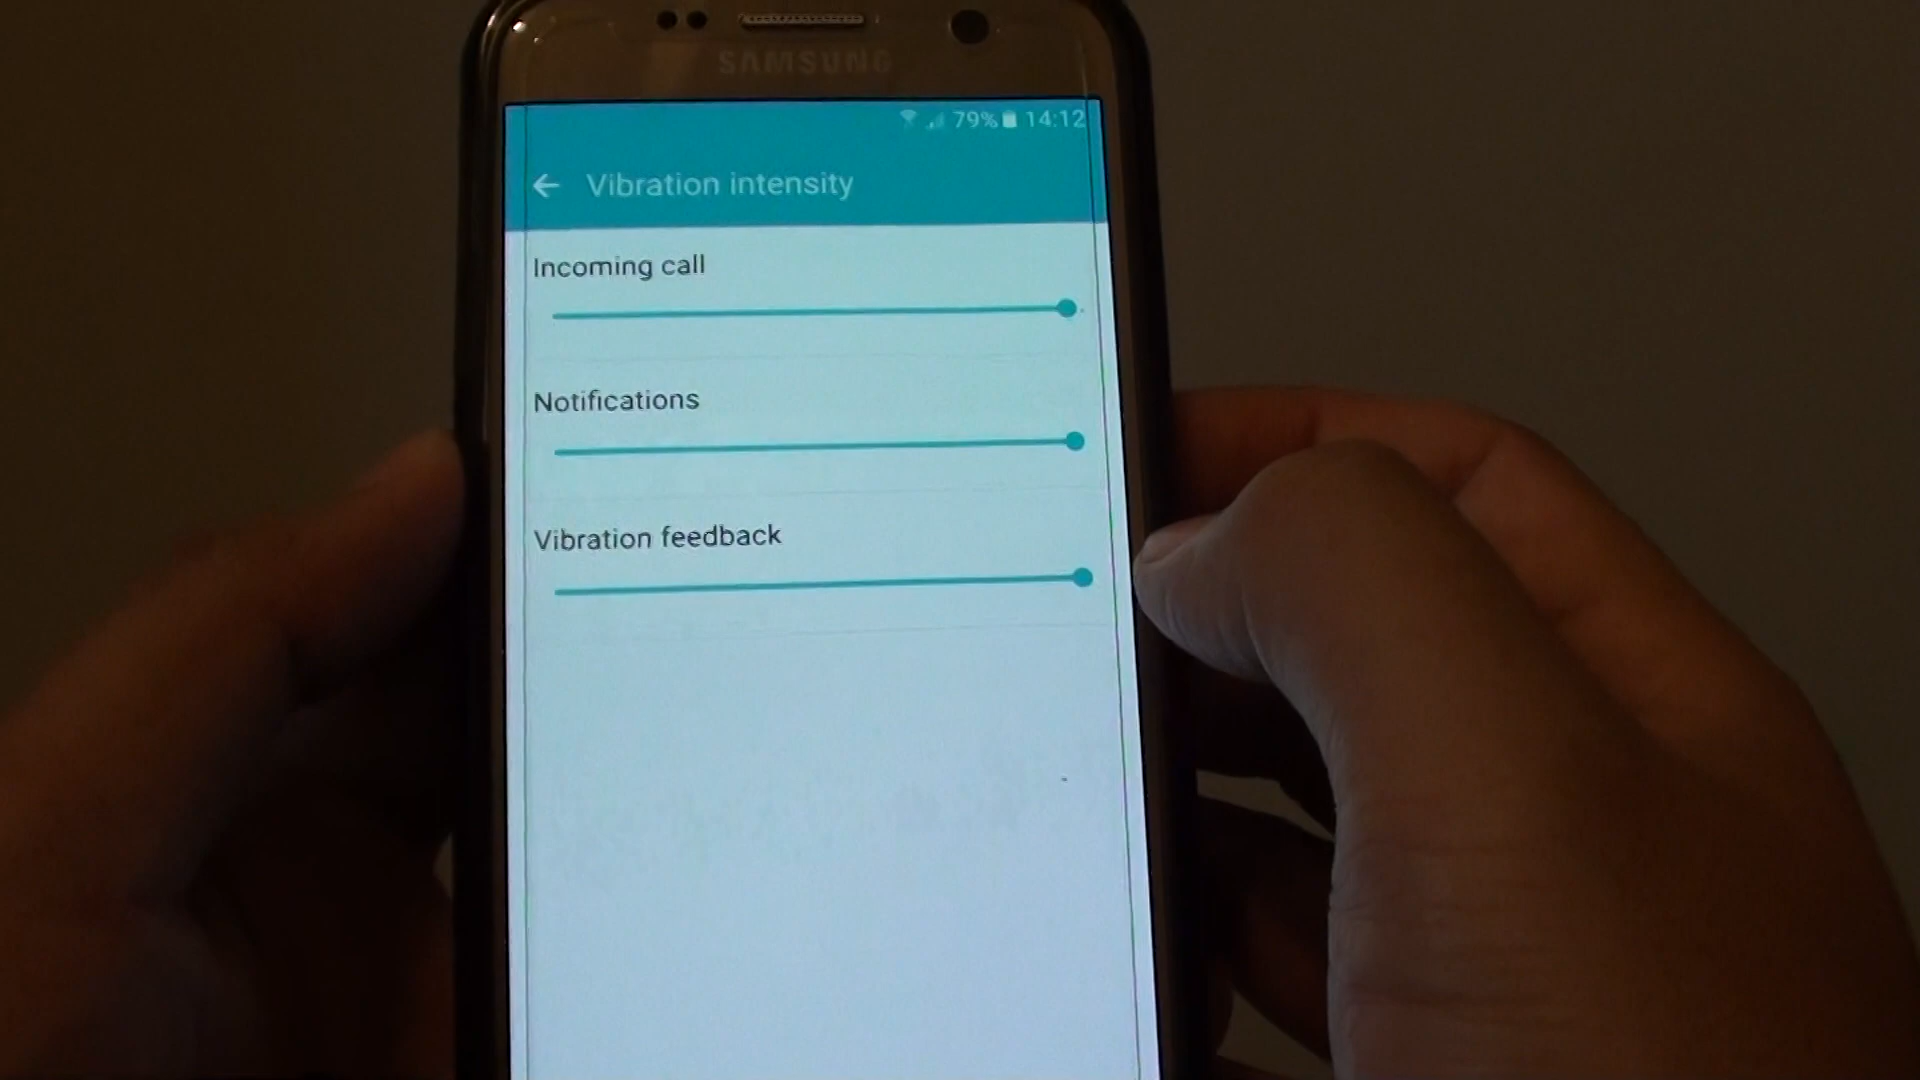 SAMSUNG
79% 14:12
Vibration intensity
Incoming call
Notifications
Vibration feedback